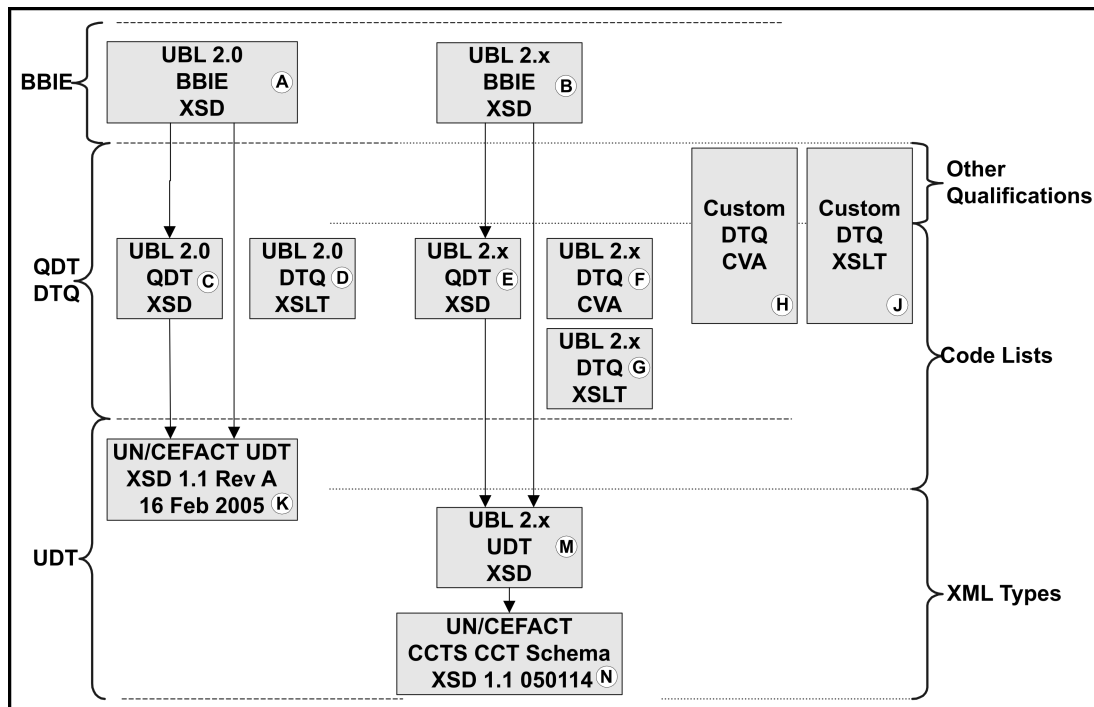 BBIE
UBL 2.0
BBIE
XSD
A
UBL 2.x
BBIE
XSD
B
Other
Qualifications
Code Lists
XML Types
QDT
DTQ
UBL 2.0
QDT
XSD
C
UBL 2.0
DTQ
XSLT
D
UBL 2.x
QDT
XSD
E
UBL 2.x
DTQ
CVA
F
UBL 2.x
DTQ
XSLT
G
Custom
DTQ
CVA
H
Custom
DTQ
XSLT
J
UDT
UN/CEFACT UDT
XSD 1.1 Rev A
16 Feb 2005
K
UBL 2.x
UDT
XSD
M
UN/CEFACT
CCTS CCT Schema
XSD 1.1 050114
N